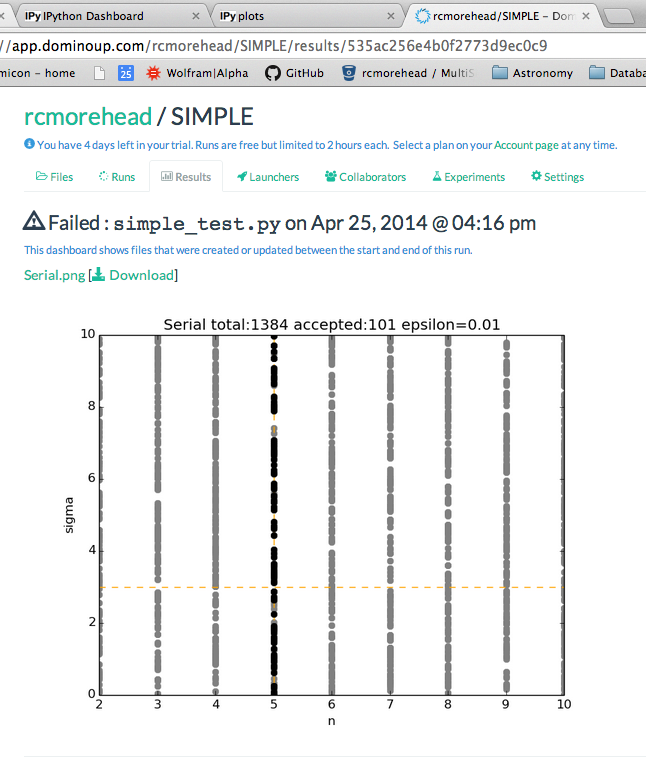 IPy IPython Dashboard
IPy plots
rcmorehead/SIMPLE – Dom
//app.dominoup.com/rcmorehead/SIMPLE/results/535ac256e4b0f2773d9ec0c9
micon – home 25 Wolfram|Alpha GitHub rcmorehead / MultiS Astronomy Databa
rcmorehead / SIMPLE
You have 4 days left in your trial. Runs are free but limited to 2 hours each. Select a plan on your Account page at any time.
Files Runs Results Launchers Collaborators Experiments Settings
Failed : simple_test.py on Apr 25, 2014 @ 04:16 pm
This dashboard shows files that were created or updated between the start and end of this run.
Serial.png [Download]
Serial total:1384 accepted:101 epsilon=0.01
10
8
6
sigma
4
2
0
2 3 4 5 6 7 8 9 10
n